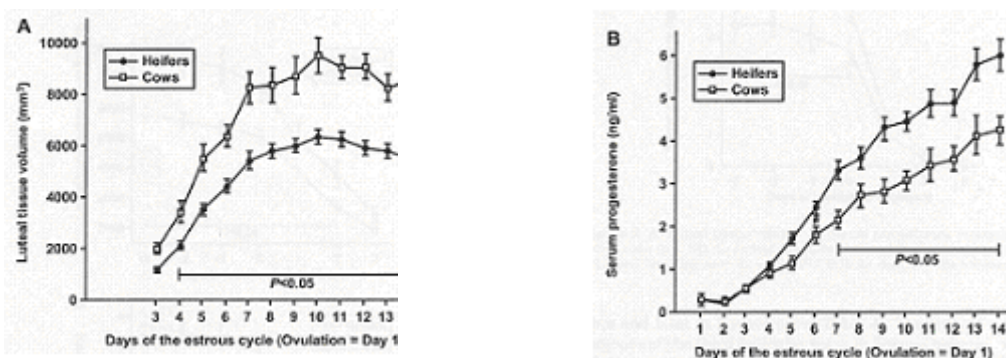 A
10000
8000
6000
4000
2000
0
Luteal tissue volume (mm³)
Heifers
Cows
P<0.05
3 4 5 6 7 8 9 10 11 12 13
Days of the estrous cycle (Ovulation = Day 1
B
6
5
4
3
2
1
0
Serum progesterone (ng/ml)
Heifers
Cows
P<0.05
1 2 3 4 5 6 7 8 9 10 11 12 13 14
Days of the estrous cycle (Ovulation = Day 1)